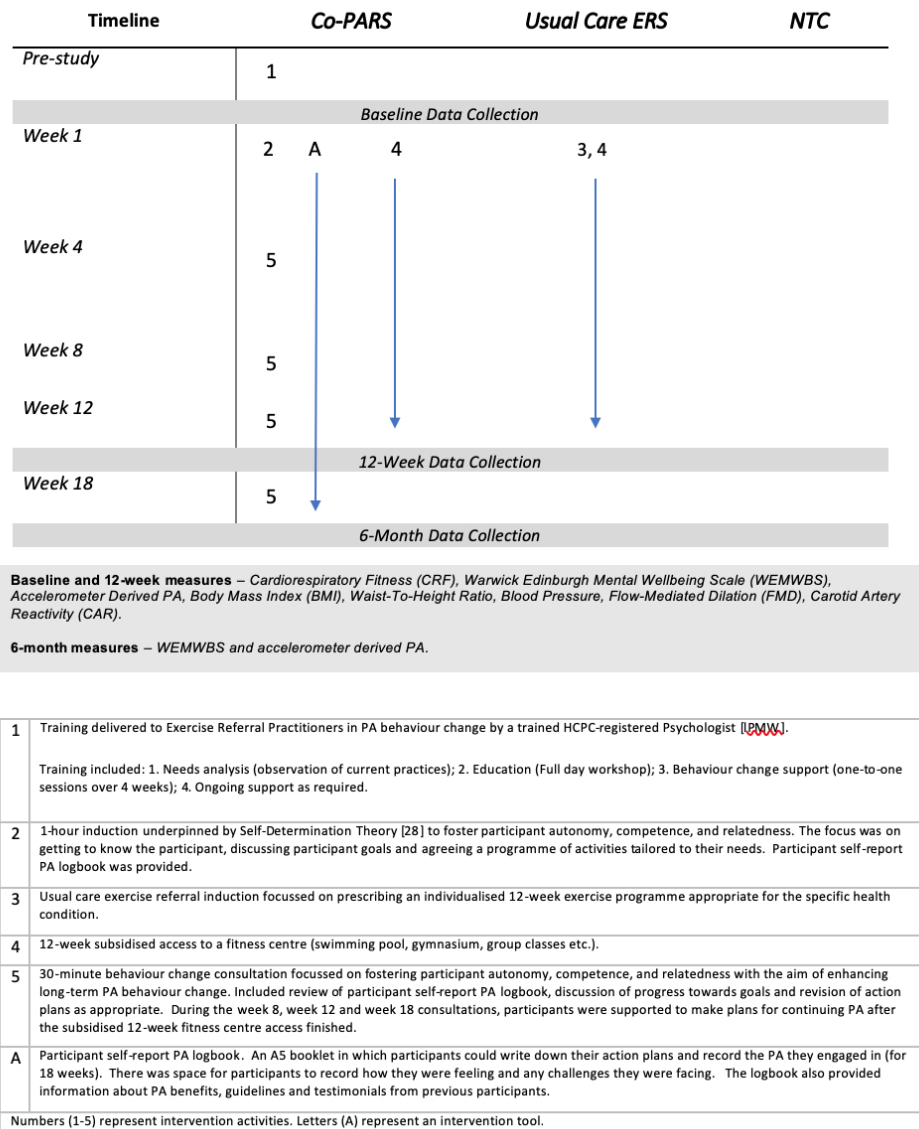 Timeline Co-PARS Usual Care ERS NTC
Pre-study
1
Baseline Data Collection
Week 1
2 A 4 3, 4
Week 4
5
Week 8
5
Week 12
5
12-Week Data Collection
Week 18
5
6-Month Data Collection
Baseline and 12-week measures – Cardiorespiratory Fitness (CRF), Warwick Edinburgh Mental Wellbeing Scale (WEMWBS),
Accelerometer Derived PA, Body Mass Index (BMI), Waist-To-Height Ratio, Blood Pressure, Flow-Mediated Dilation (FMD), Carotid Artery
Reactivity (CAR).
6-month measures – WEMWBS and accelerometer derived PA.
1 Training delivered to Exercise Referral Practitioners in PA behaviour change by a trained HCPC-registered Psychologist [LPMW].
Training included: 1. Needs analysis (observation of current practices); 2. Education (Full day workshop); 3. Behaviour change support (one-to-one
sessions over 4 weeks); 4. Ongoing support as required.
2 1-hour induction underpinned by Self-Determination Theory [28] to foster participant autonomy, competence, and relatedness. The focus was on
getting to know the participant, discussing participant goals and agreeing a programme of activities tailored to their needs. Participant self-report
PA logbook was provided.
3 Usual care exercise referral induction focussed on prescribing an individualised 12-week exercise programme appropriate for the specific health
condition.
4 12-week subsidised access to a fitness centre (swimming pool, gymnasium, group classes etc.).
5 30-minute behaviour change consultation focussed on fostering participant autonomy, competence, and relatedness with the aim of enhancing
long-term PA behaviour change. Included review of participant self-report PA logbook, discussion of progress towards goals and revision of action
plans as appropriate. During the week 8, week 12 and week 18 consultations, participants were supported to make plans for continuing PA after
the subsidised 12-week fitness centre access finished.
A Participant self-report PA logbook. An A5 booklet in which participants could write down their action plans and record the PA they engaged in (for
18 weeks). There was space for participants to record how they were feeling and any challenges they were facing. The logbook also provided
information about PA benefits, guidelines and testimonials from previous participants.
Numbers (1-5) represent intervention activities. Letters (A) represent an intervention tool.